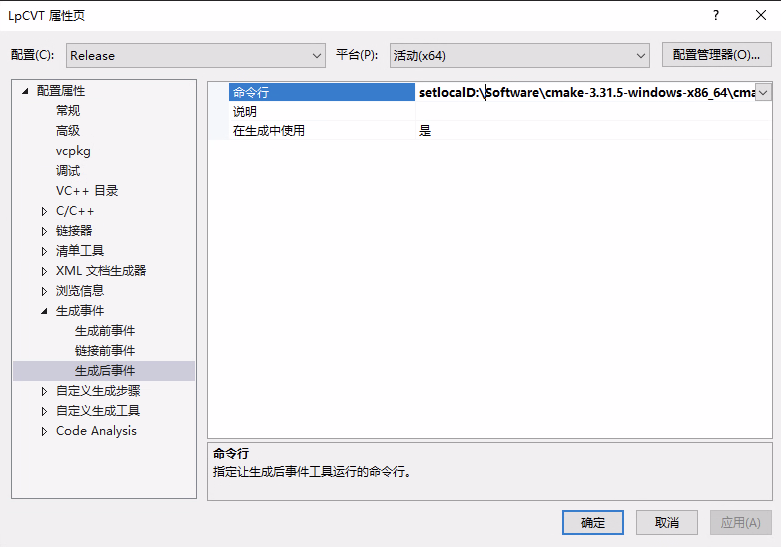 LpCVT 属性页
配置(C): Release 平台(P): 活动(x64) 配置管理器(O)...
配置属性
常规
高级
vcpkg
调试
VC++ 目录
C/C++
链接器
清单工具
XML 文档生成器
浏览信息
生成事件
生成前事件
链接前事件
生成后事件
自定义生成步骤
自定义生成工具
Code Analysis
命令行 setlocalD:\Software\cmake-3.31.5-windows-x86_64\cma
说明
在生成中使用 是
命令行
指定让生成后事件工具运行的命令行。
确定 取消 应用(A)